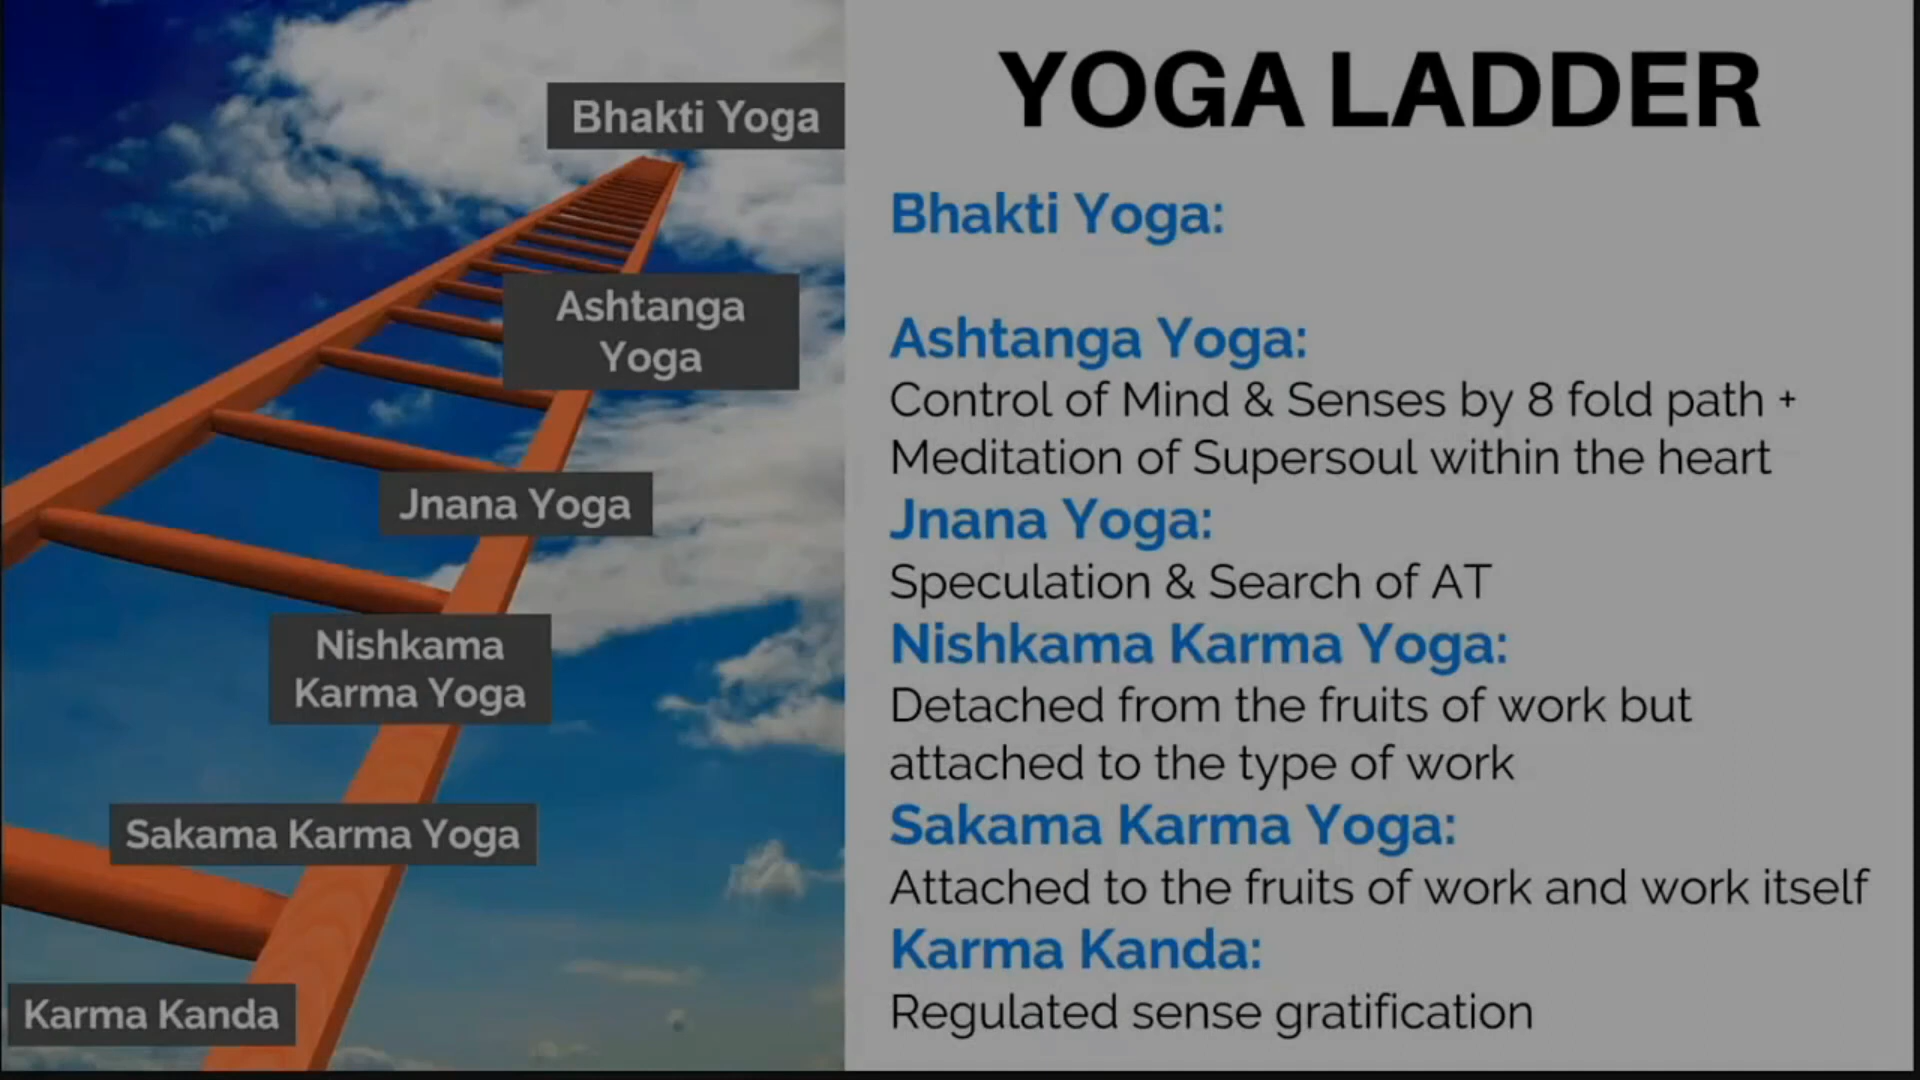 Bhakti Yoga
Ashtanga
Yoga
Jnana Yoga
Nishkama
Karma Yoga
Sakama Karma Yoga
Karma Kanda
YOGA LADDER
Bhakti Yoga:
Ashtanga Yoga:
Control of Mind & Senses by 8 fold path +
Meditation of Supersoul within the heart
Jnana Yoga:
Speculation & Search of AT
Nishkama Karma Yoga:
Detached from the fruits of work but
attached to the type of work
Sakama Karma Yoga:
Attached to the fruits of work and work itself
Karma Kanda:
Regulated sense gratification